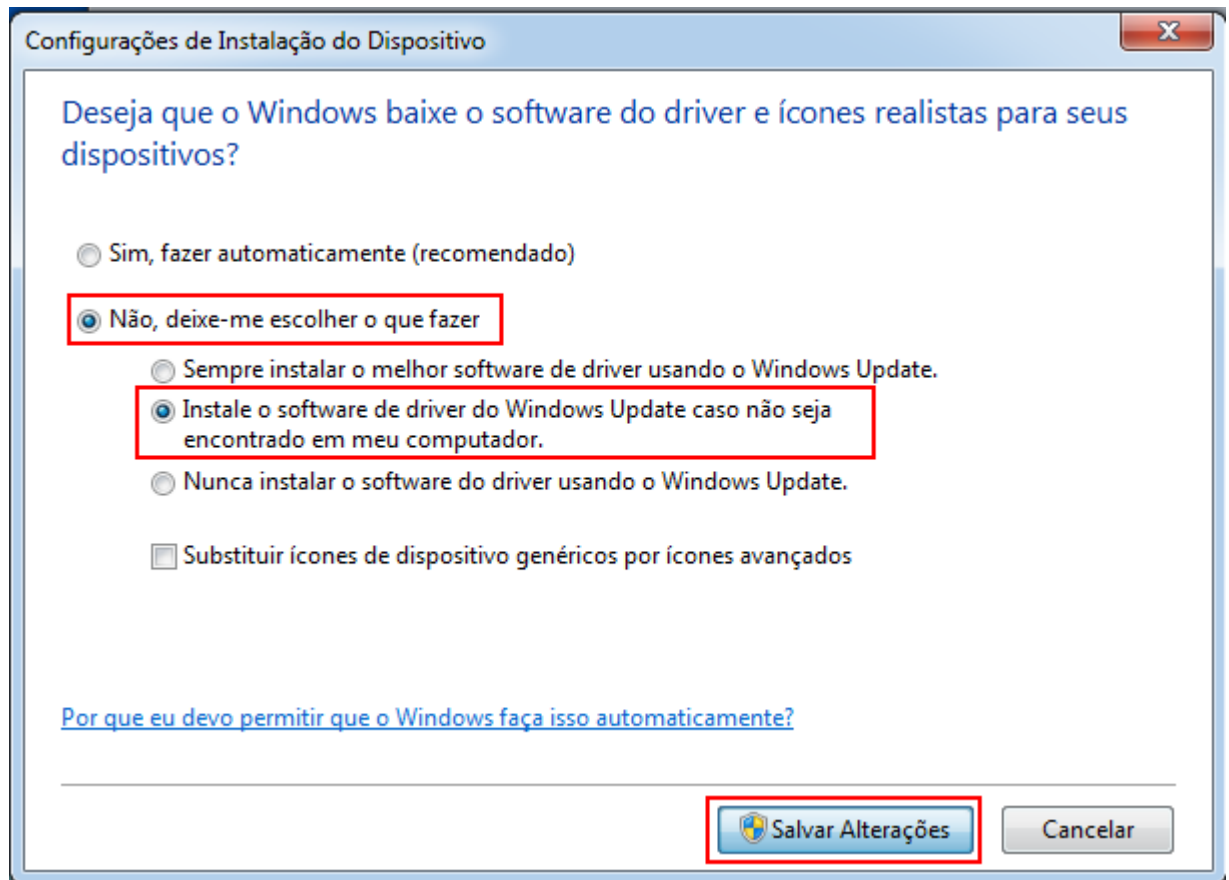 Configurações de Instalação do Dispositivo
Deseja que o Windows baixe o software do driver e ícones realistas para seus
dispositivos?
Sim, fazer automaticamente (recomendado)
Não, deixe-me escolher o que fazer
Sempre instalar o melhor software de driver usando o Windows Update.
Instale o software de driver do Windows Update caso não seja
encontrado em meu computador.
Nunca instalar o software do driver usando o Windows Update.
Substituir ícones de dispositivo genéricos por ícones avançados
Por que eu devo permitir que o Windows faça isso automaticamente?
Salvar Alterações Cancelar